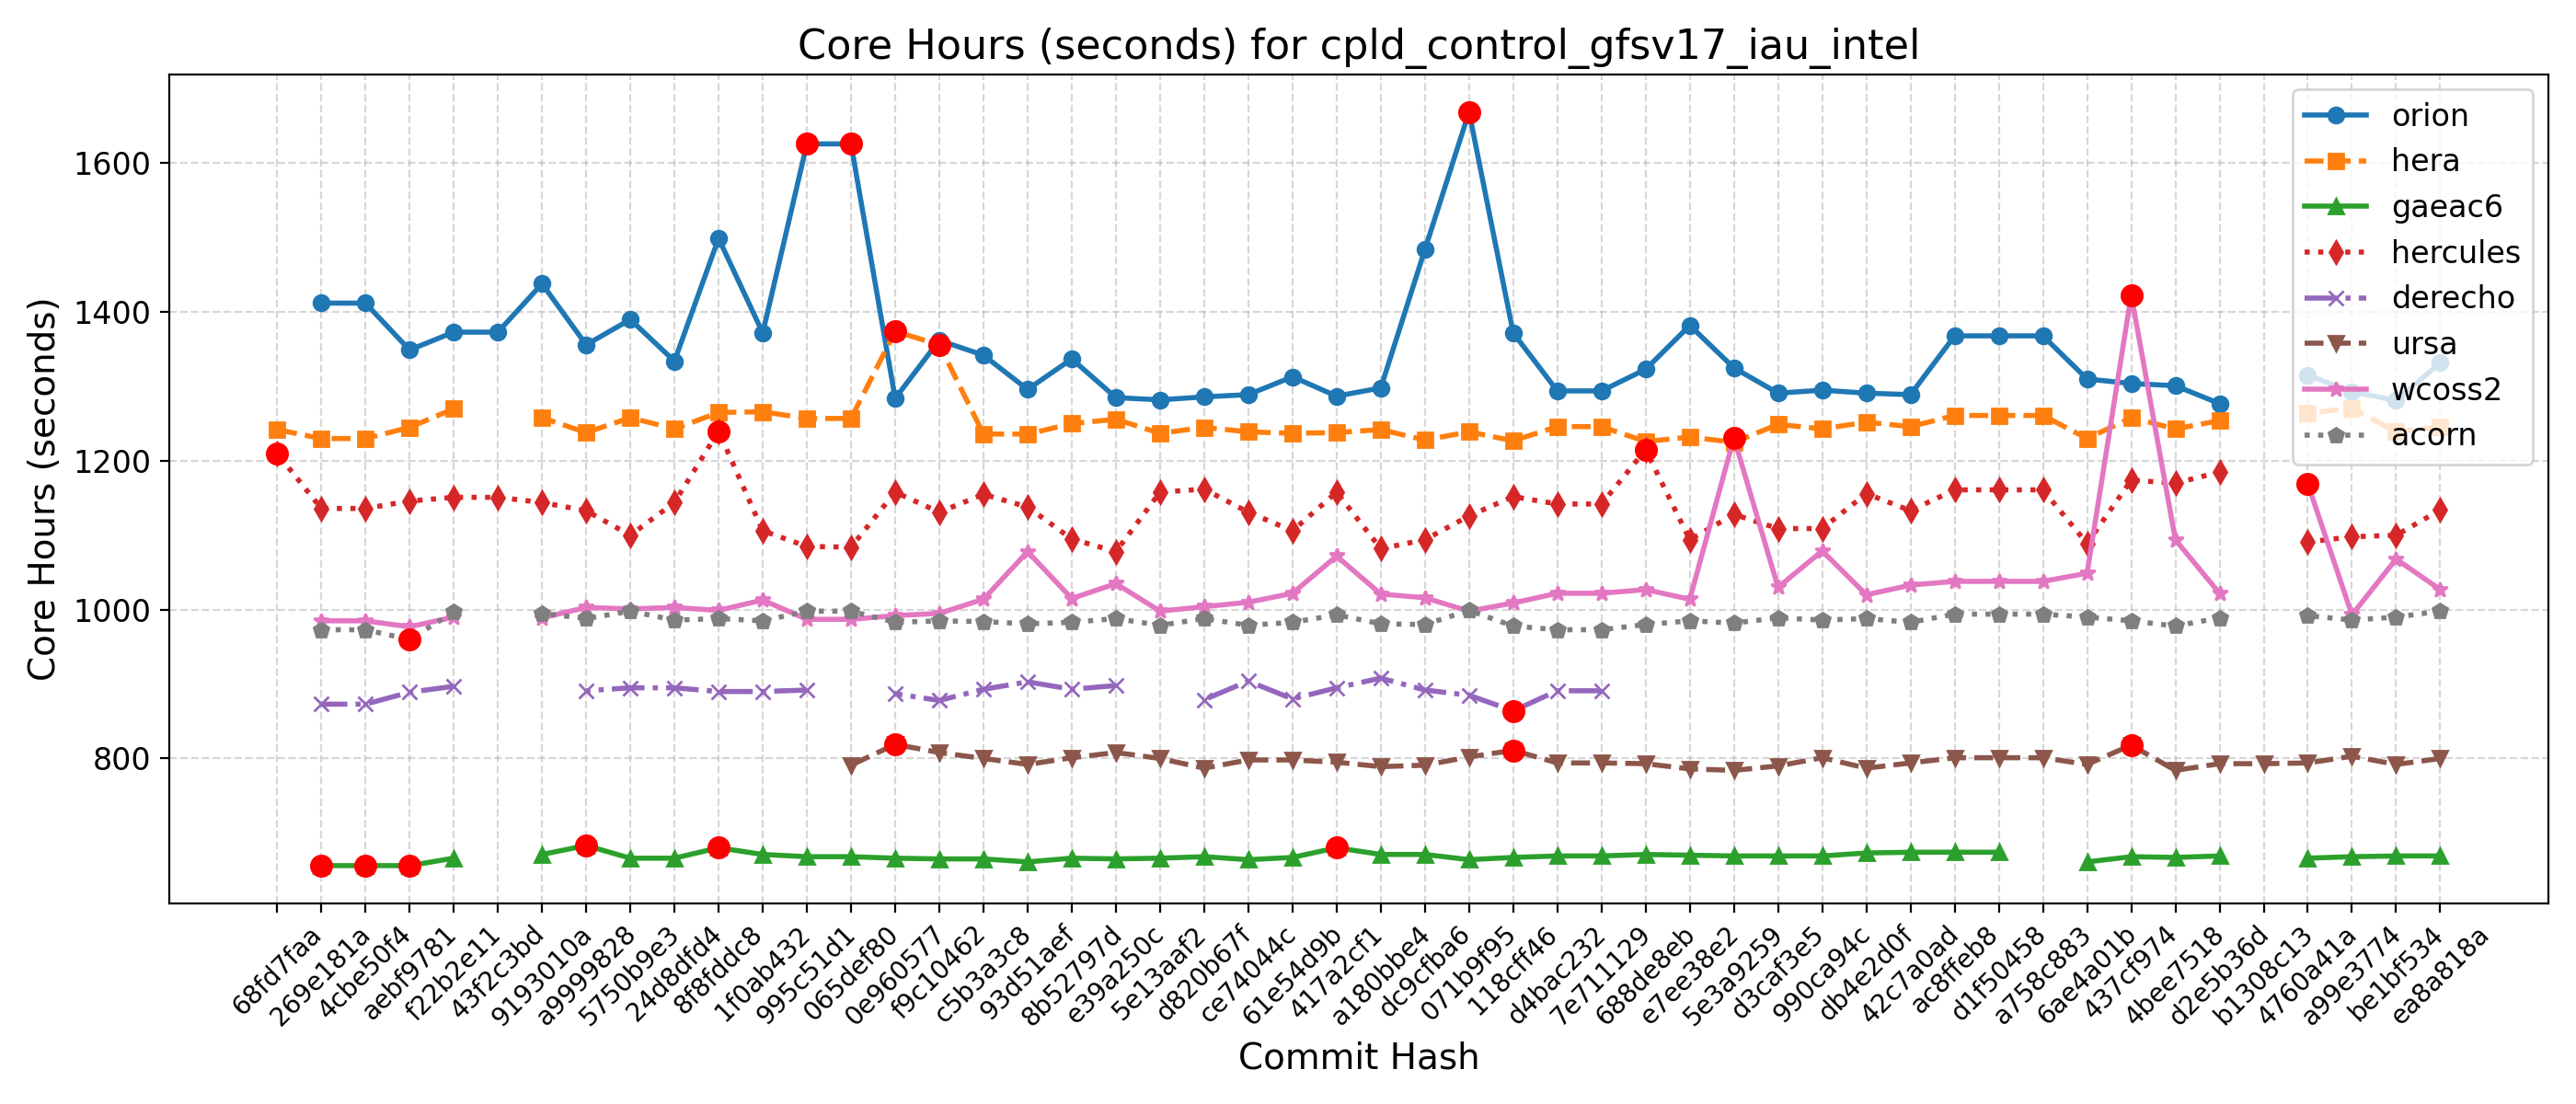 Core Hours (seconds) for cpld_control_gfsv17_iau_intel
Core Hours (seconds)
1600
1400
1200
1000
800
orion
hera
gaeac6
hercules
derecho
ursa
wcoss2
acorn
68fd7faa
269e181a
4cbe50f4
aebf9781
f22b2e11
43f2c3bd
9193010a
a9999828
5750b9e3
24d8dfd4
8f8fddc8
1f0ab432
995c51d1
065def80
0e960577
f9c10462
c5b3a3c8
93d51aef
8b52797d
e39a250c
5e13aaf2
d820b67f
ce74044c
61e54d9b
417a2cf1
a180bbe4
dc9cfba6
071b9f95
118cff46
d4bac232
7e711129
688de8eb
e7ee38e2
5e3a9259
d3caf3e5
990ca94c
db4e2d0f
42c7a0ad
ac8ffeb8
d1f50458
a758c883
6ae4a01b
437cf974
4bee7518
d2e5b36d
b1308c13
4760a41a
a99e3774
be1bf534
ea8a818a
Commit Hash